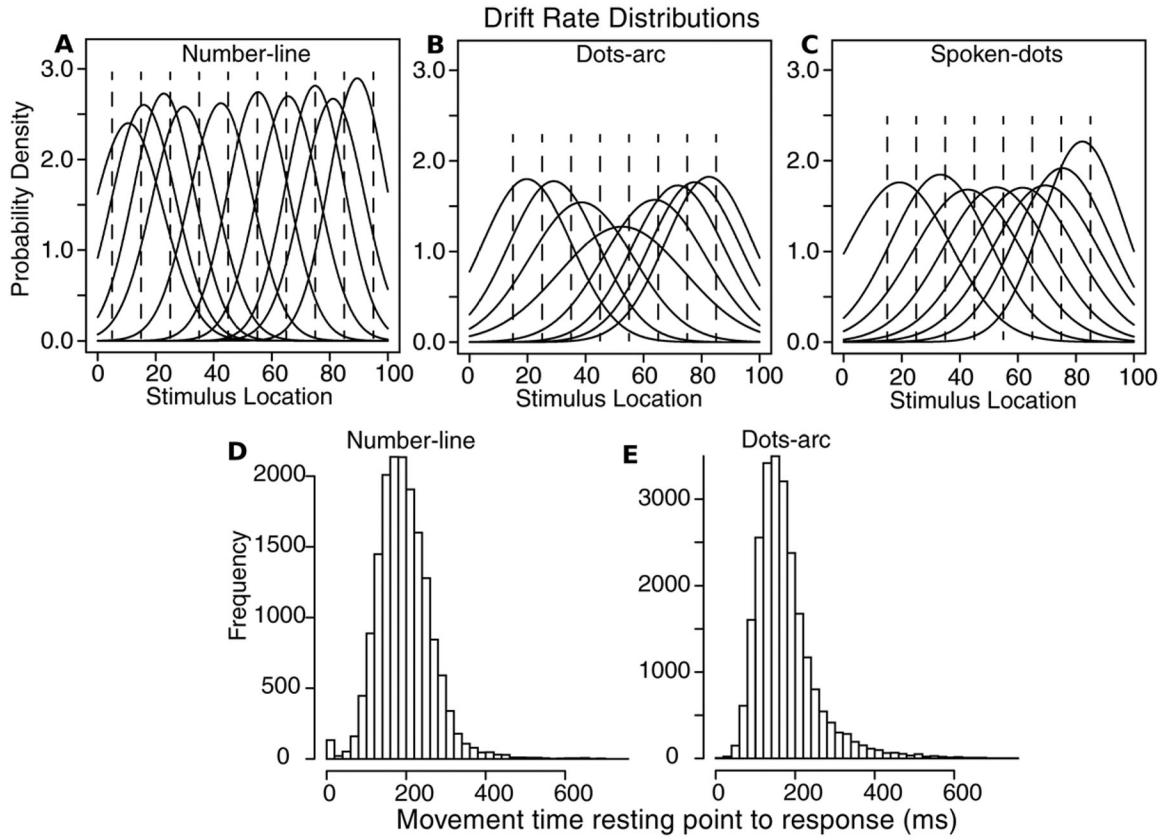 Drift Rate Distributions
A Number-line
B Dots-arc
C Spoken-dots
Probability Density
3.0
2.0
1.0
0.0
0 20 40 60 80 100
Stimulus Location
3.0
2.0
1.0
0.0
0 20 40 60 80 100
Stimulus Location
3.0
2.0
1.0
0.0
0 20 40 60 80 100
Stimulus Location
D Number-line
Frequency
2000
1500
1000
500
0
0 200 400 600
E Dots-arc
3000
2000
1000
0
0 200 400 600
Movement time resting point to response (ms)